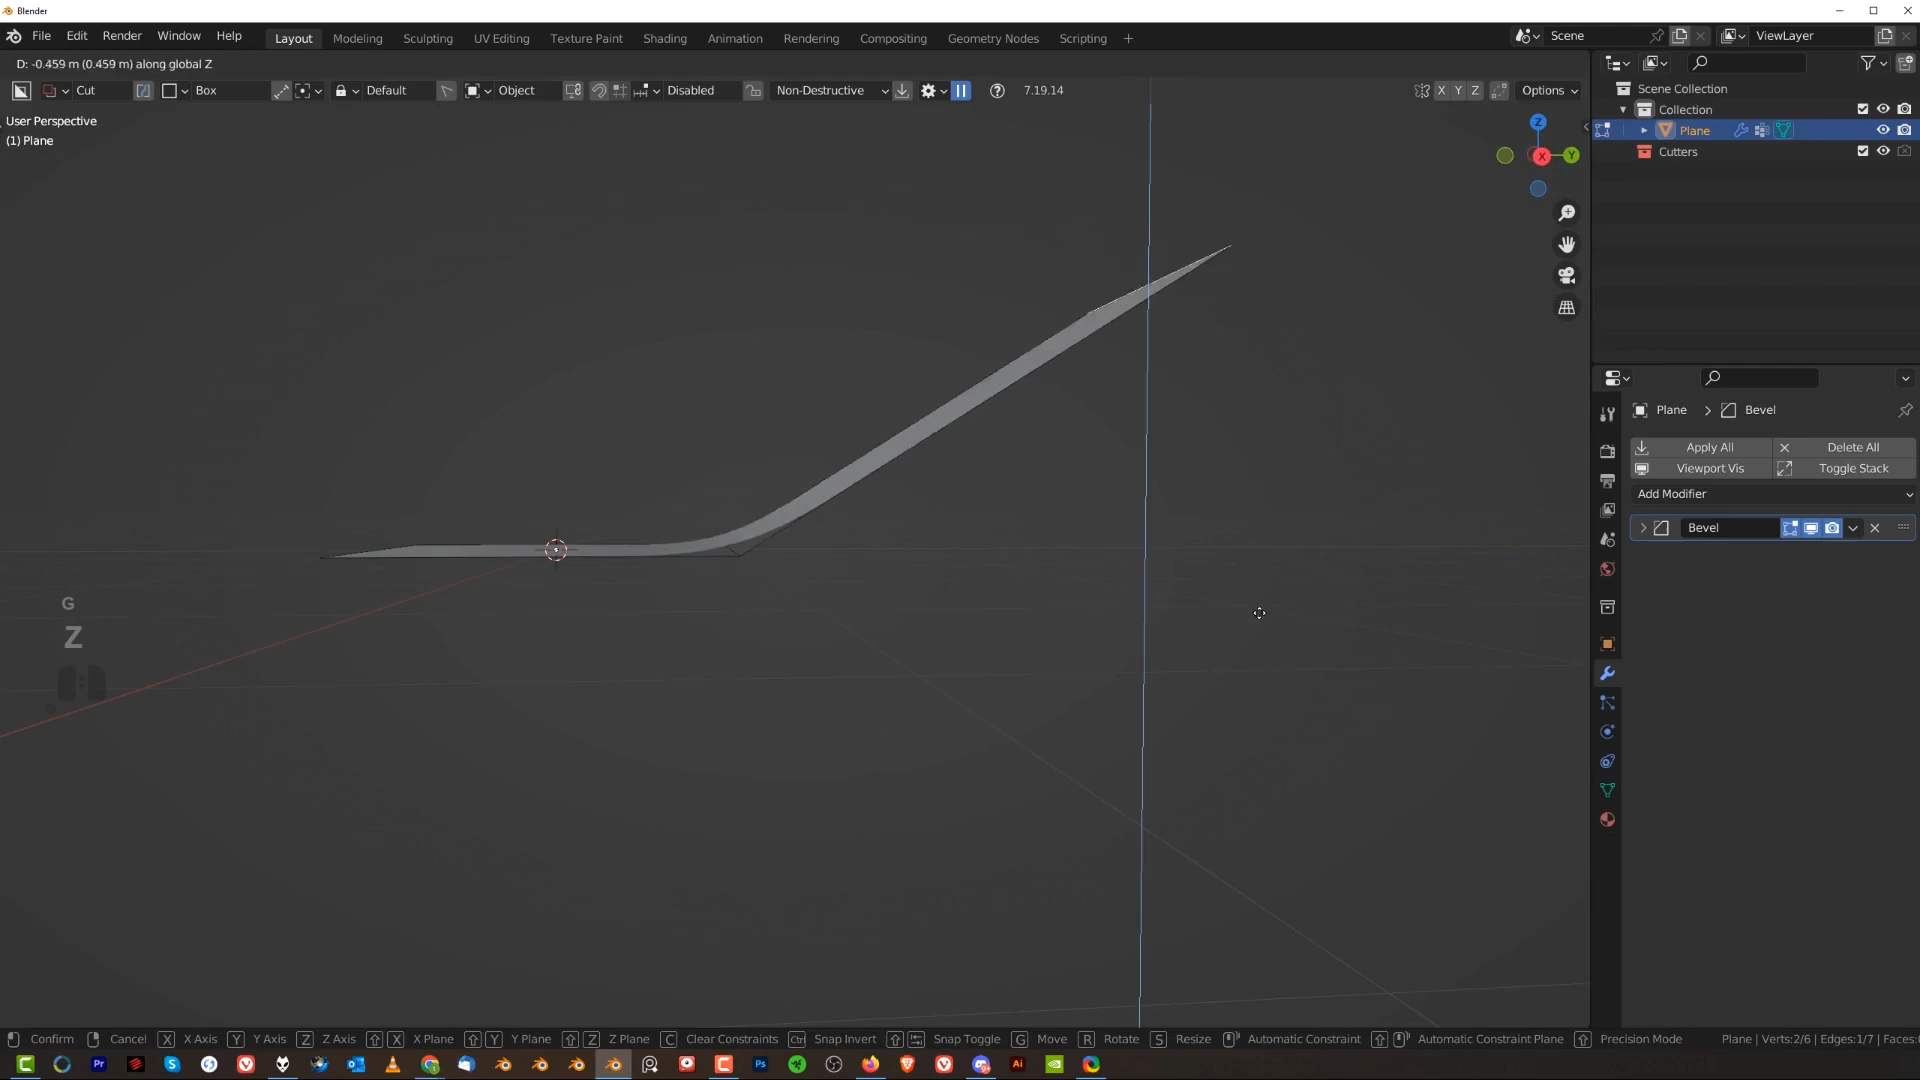 Blender
File Edit Render Window Help Layout Modeling Sculpting UV Editing Texture Paint Shading Animation Rendering Compositing Geometry Nodes Scripting + Scene ViewLayer
D: -0.459 m (0.459 m) along global Z
Cut Box Default Object Disabled Non-Destructive 7.19.14 X Y Z Options
User Perspective
(1) Plane
Z
X Y
Scene Collection
Collection
Plane
Cutters
Plane > Bevel
Apply All Delete All
Viewport Vis Toggle Stack
Add Modifier
Bevel
G
Z
Confirm Cancel X X Axis Y Y Axis Z Z Axis X X Plane Y Y Plane Z Z Plane C Clear Constraints Ctrl Snap Invert Snap Toggle G Move R Rotate S Resize Automatic Constraint Automatic Constraint Plane Precision Mode Plane | Verts:2/6 | Edges:1/7 | Faces:
Pr S Ps Ai